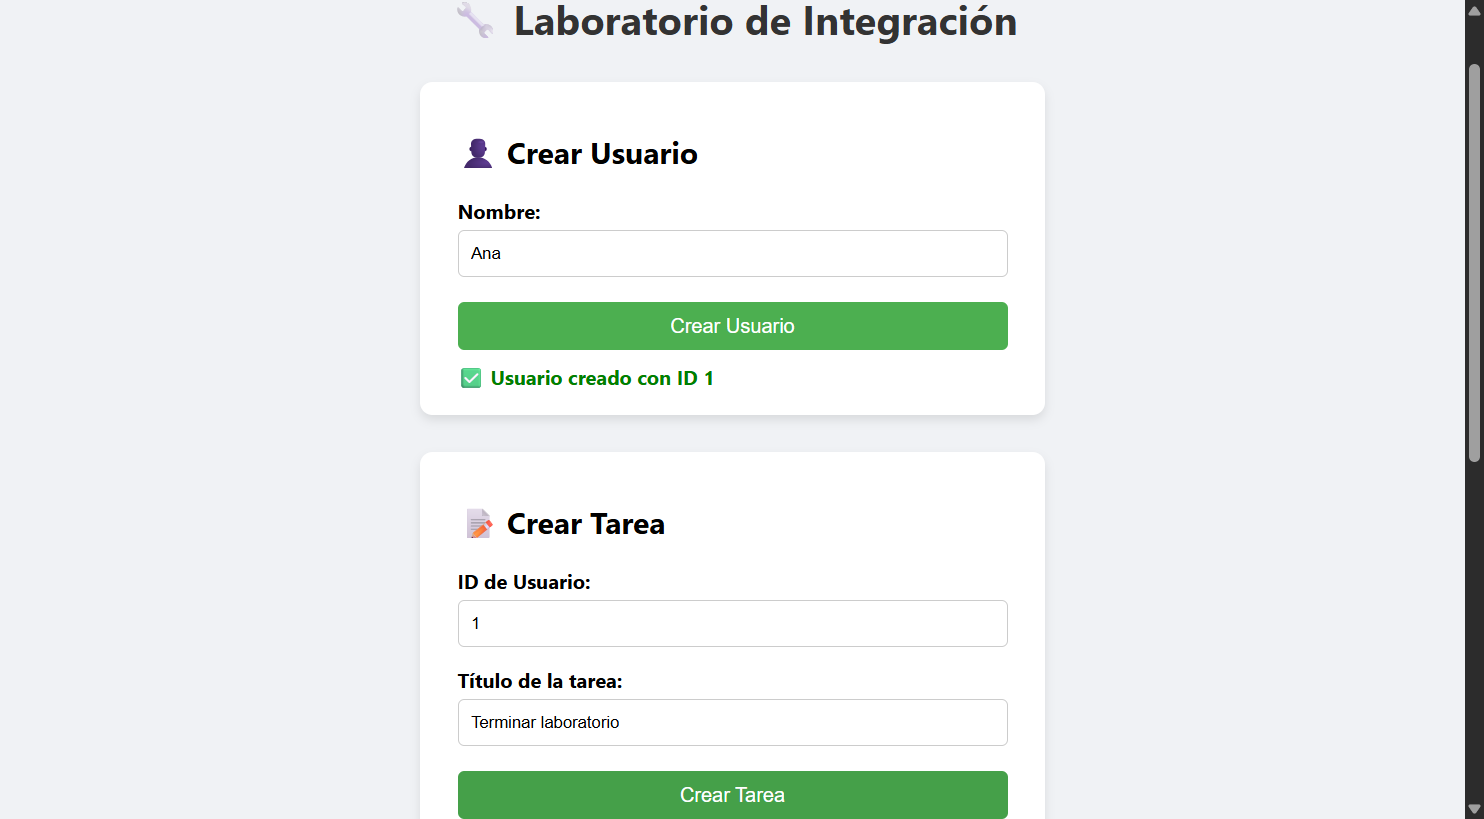 Laboratorio de Integración
Crear Usuario
Nombre:
Ana
Crear Usuario
Usuario creado con ID 1
Crear Tarea
ID de Usuario:
1
Título de la tarea:
Terminar laboratorio
Crear Tarea